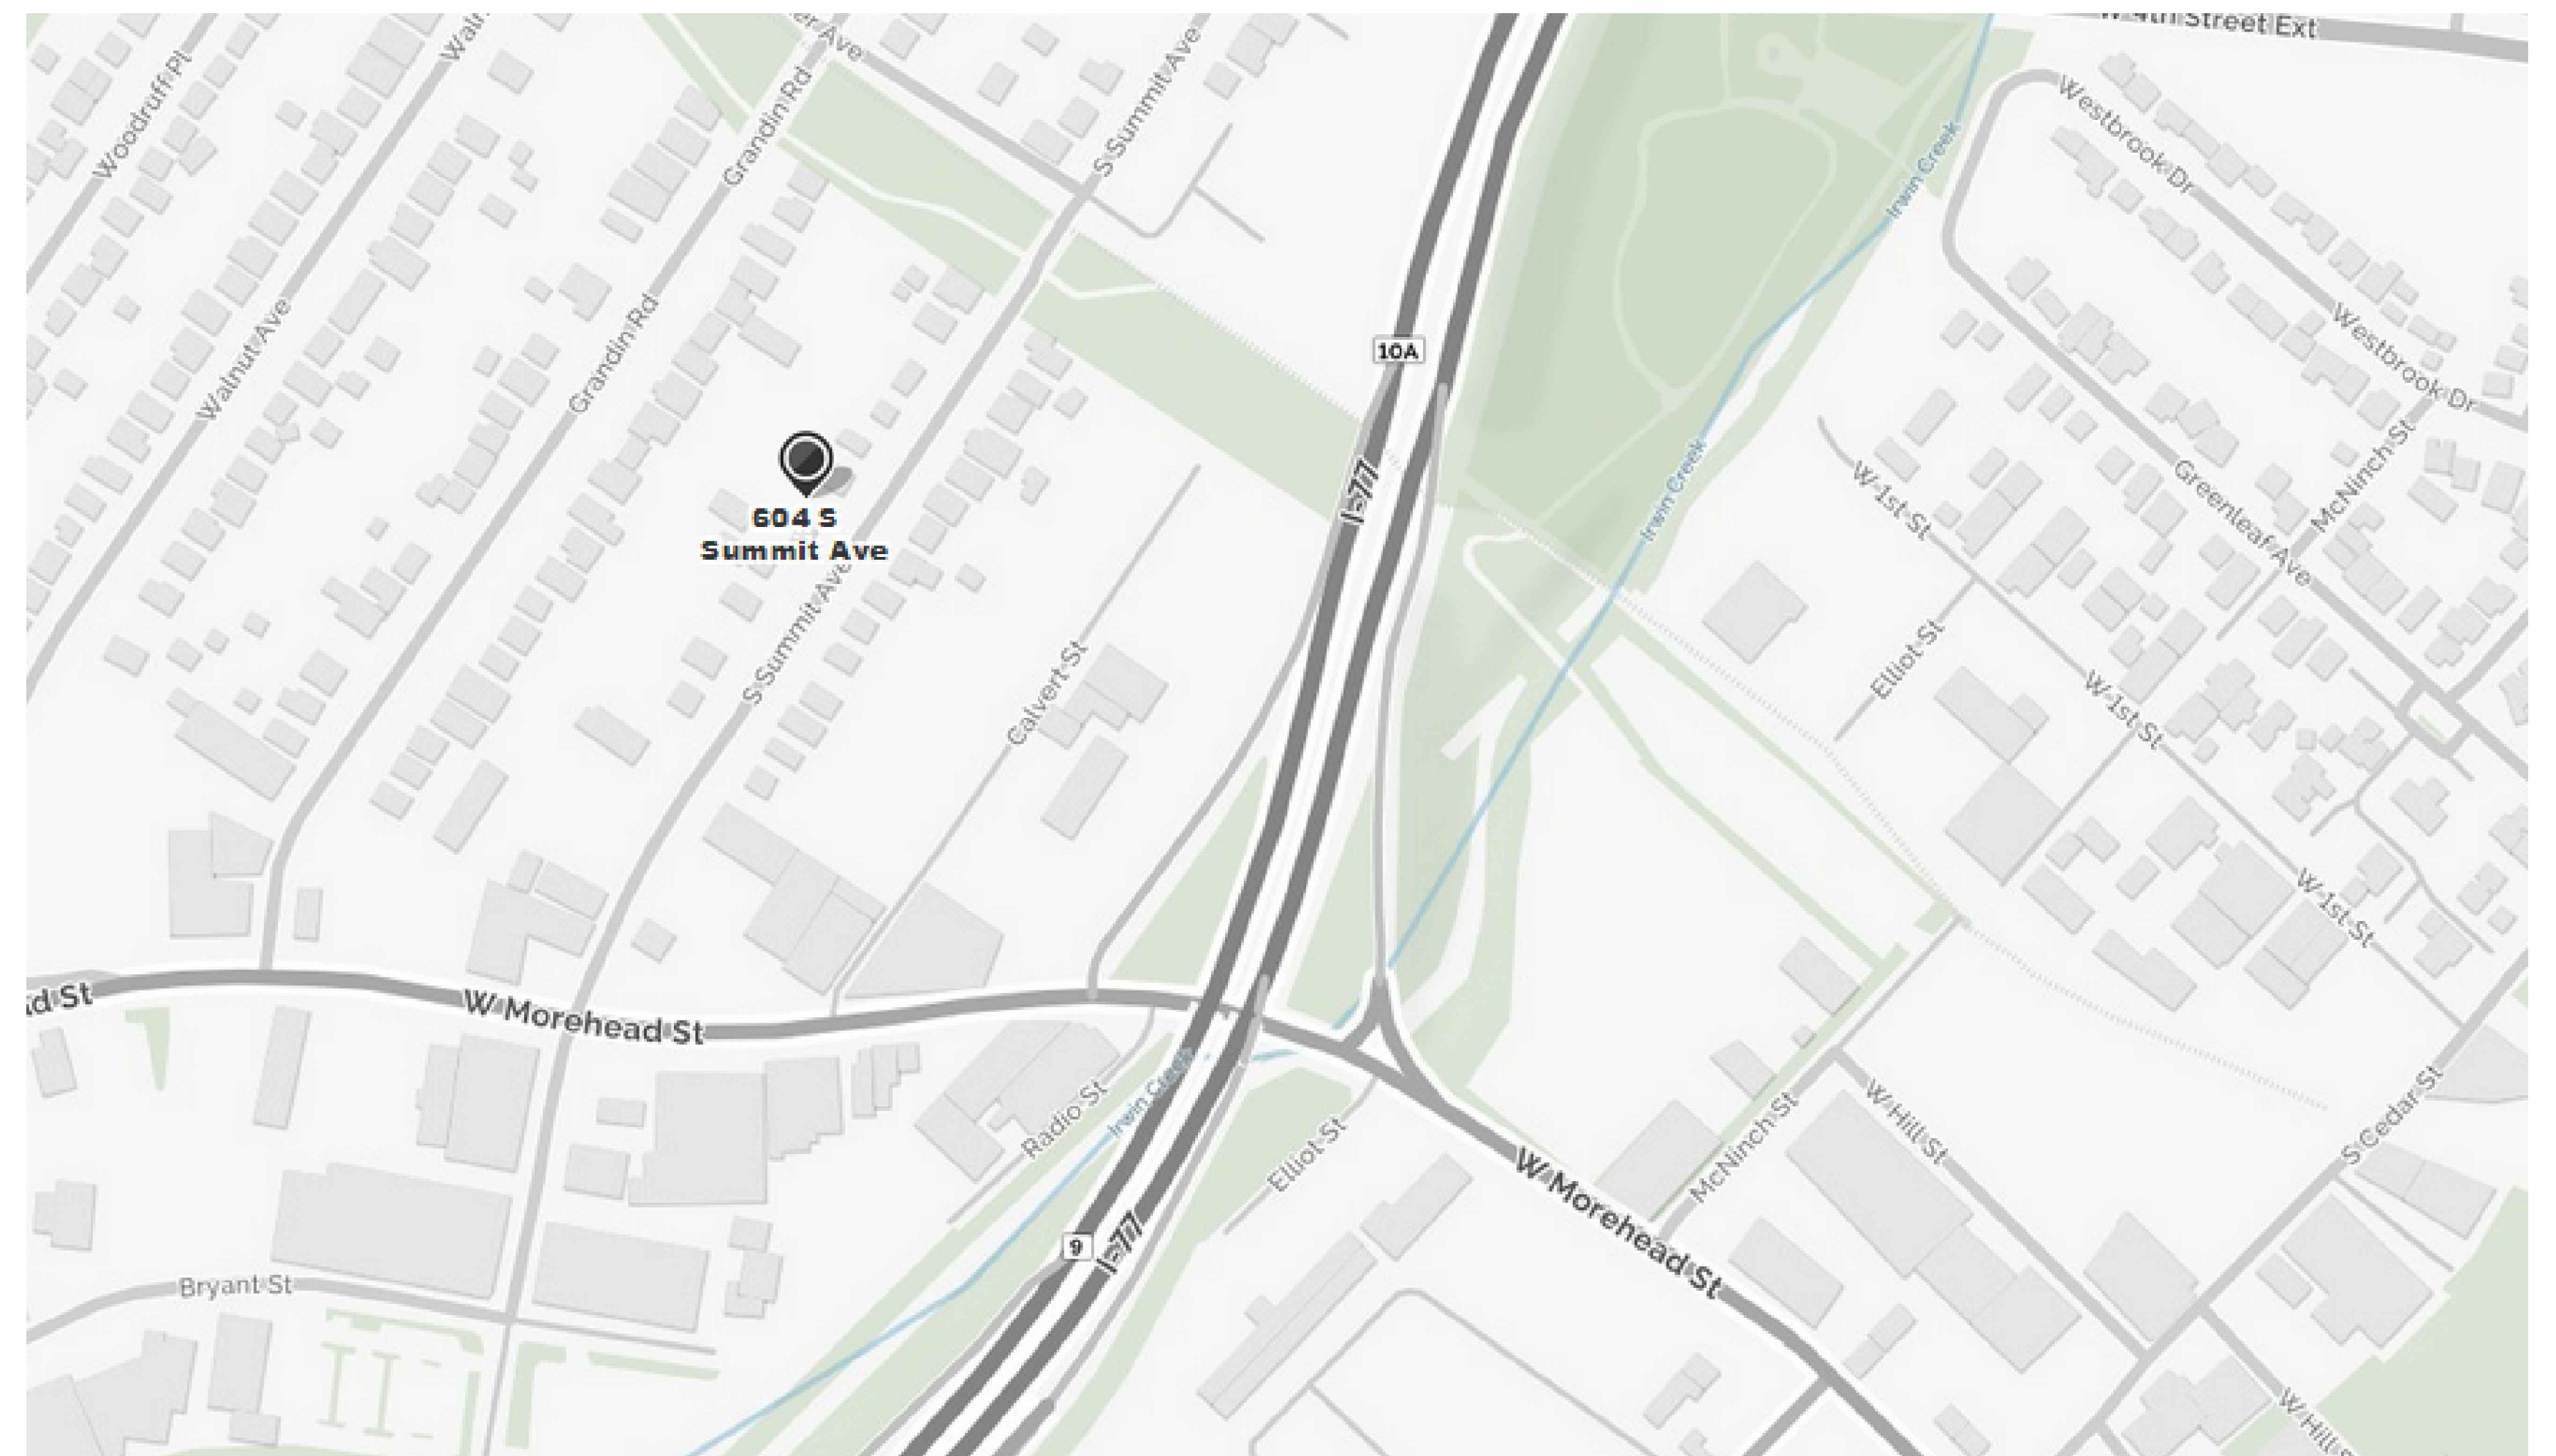 er Ave
W 4th Street Ext
Woodruff Pl
Waln
Grandin Rd
S Summit Ave
Westbrook Dr
Irwin Creek
Walnut Ave
Grandin Rd
10A
Westbrook Dr
I-77
Irwin Creek
W 1st St
Greenleaf Ave
McNinch St
604 S
Summit Ave
S Summit Ave
Calvert St
Elliot St
W 1st St
W 1st St
d St
W Morehead St
Radio St
Irwin Creek
Elliot St
McNinch St
W Hill St
S Cedar St
W Morehead St
9
I-77
Bryant St
W Hill S